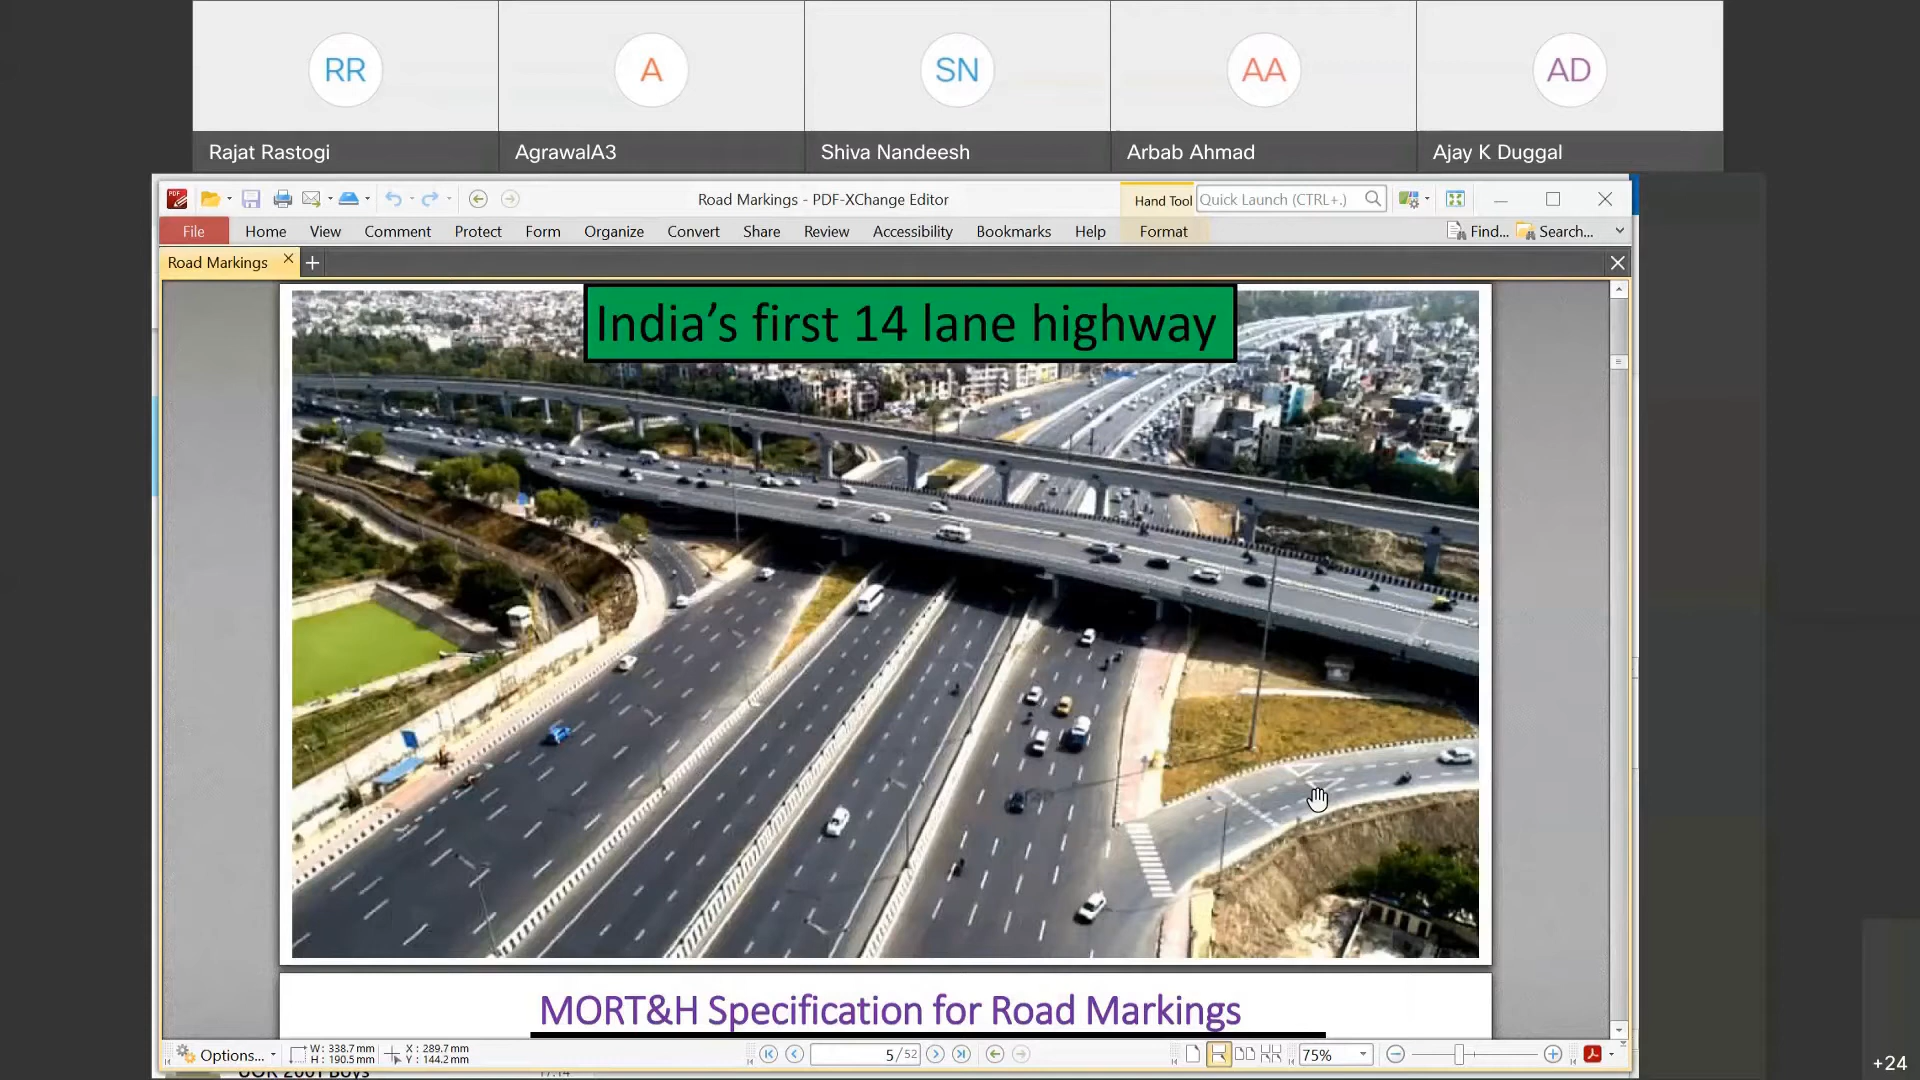 RR
A
SN
AA
AD
Rajat Rastogi
AgrawalA3
Shiva Nandeesh
Arbab Ahmad
Ajay K Duggal
Road Markings - PDF-XChange Editor
Hand Tool
Quick Launch (CTRL+.)
File Home View Comment Protect Form Organize Convert Share Review Accessibility Bookmarks Help Format
Find...
Search...
Road Markings
India's first 14 lane highway
MORT&H Specification for Road Markings
Options...
W: 338.7 mm
H: 190.5 mm
X: 289.7 mm
Y: 144.2 mm
5 / 52
75%
+24